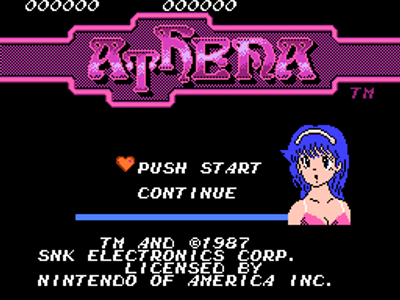 000000 000000
ATHENA
TM
PUSH START
CONTINUE
TM AND ©1987
SNK ELECTRONICS CORP.
LICENSED BY
NINTENDO OF AMERICA INC.